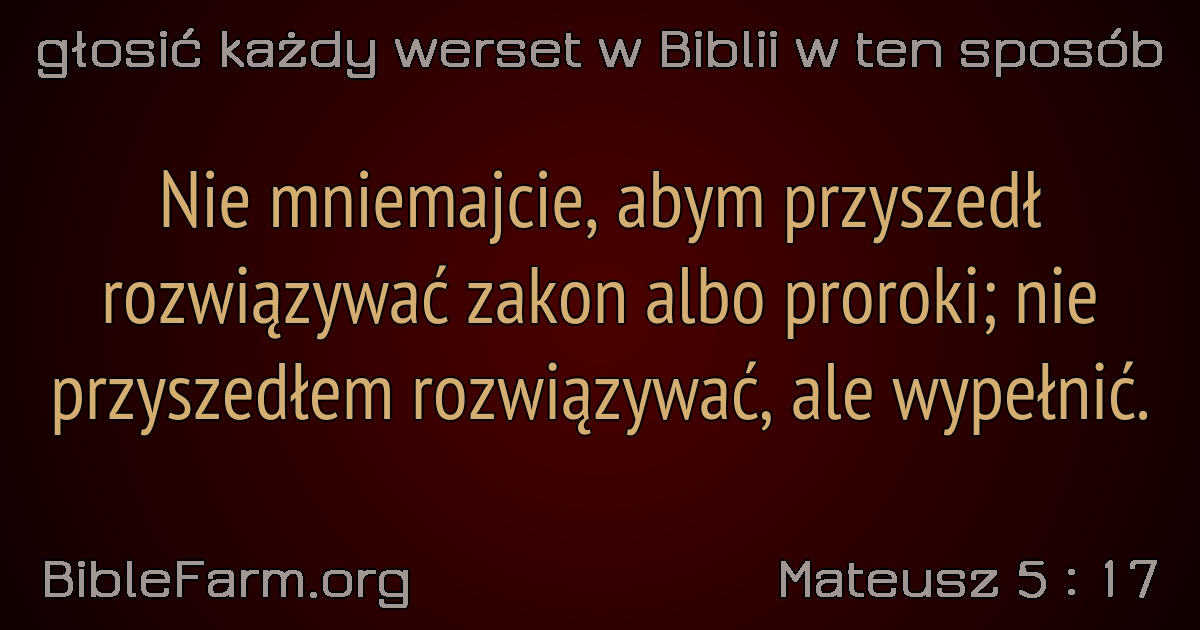 głosić każdy werset w Biblii w ten sposób
Nie mniemajcie, abym przyszedł
rozwiązywać zakon albo proroki; nie
przyszedłem rozwiązywać, ale wypełnić.
BibleFarm.org
Mateusz 5 : 17